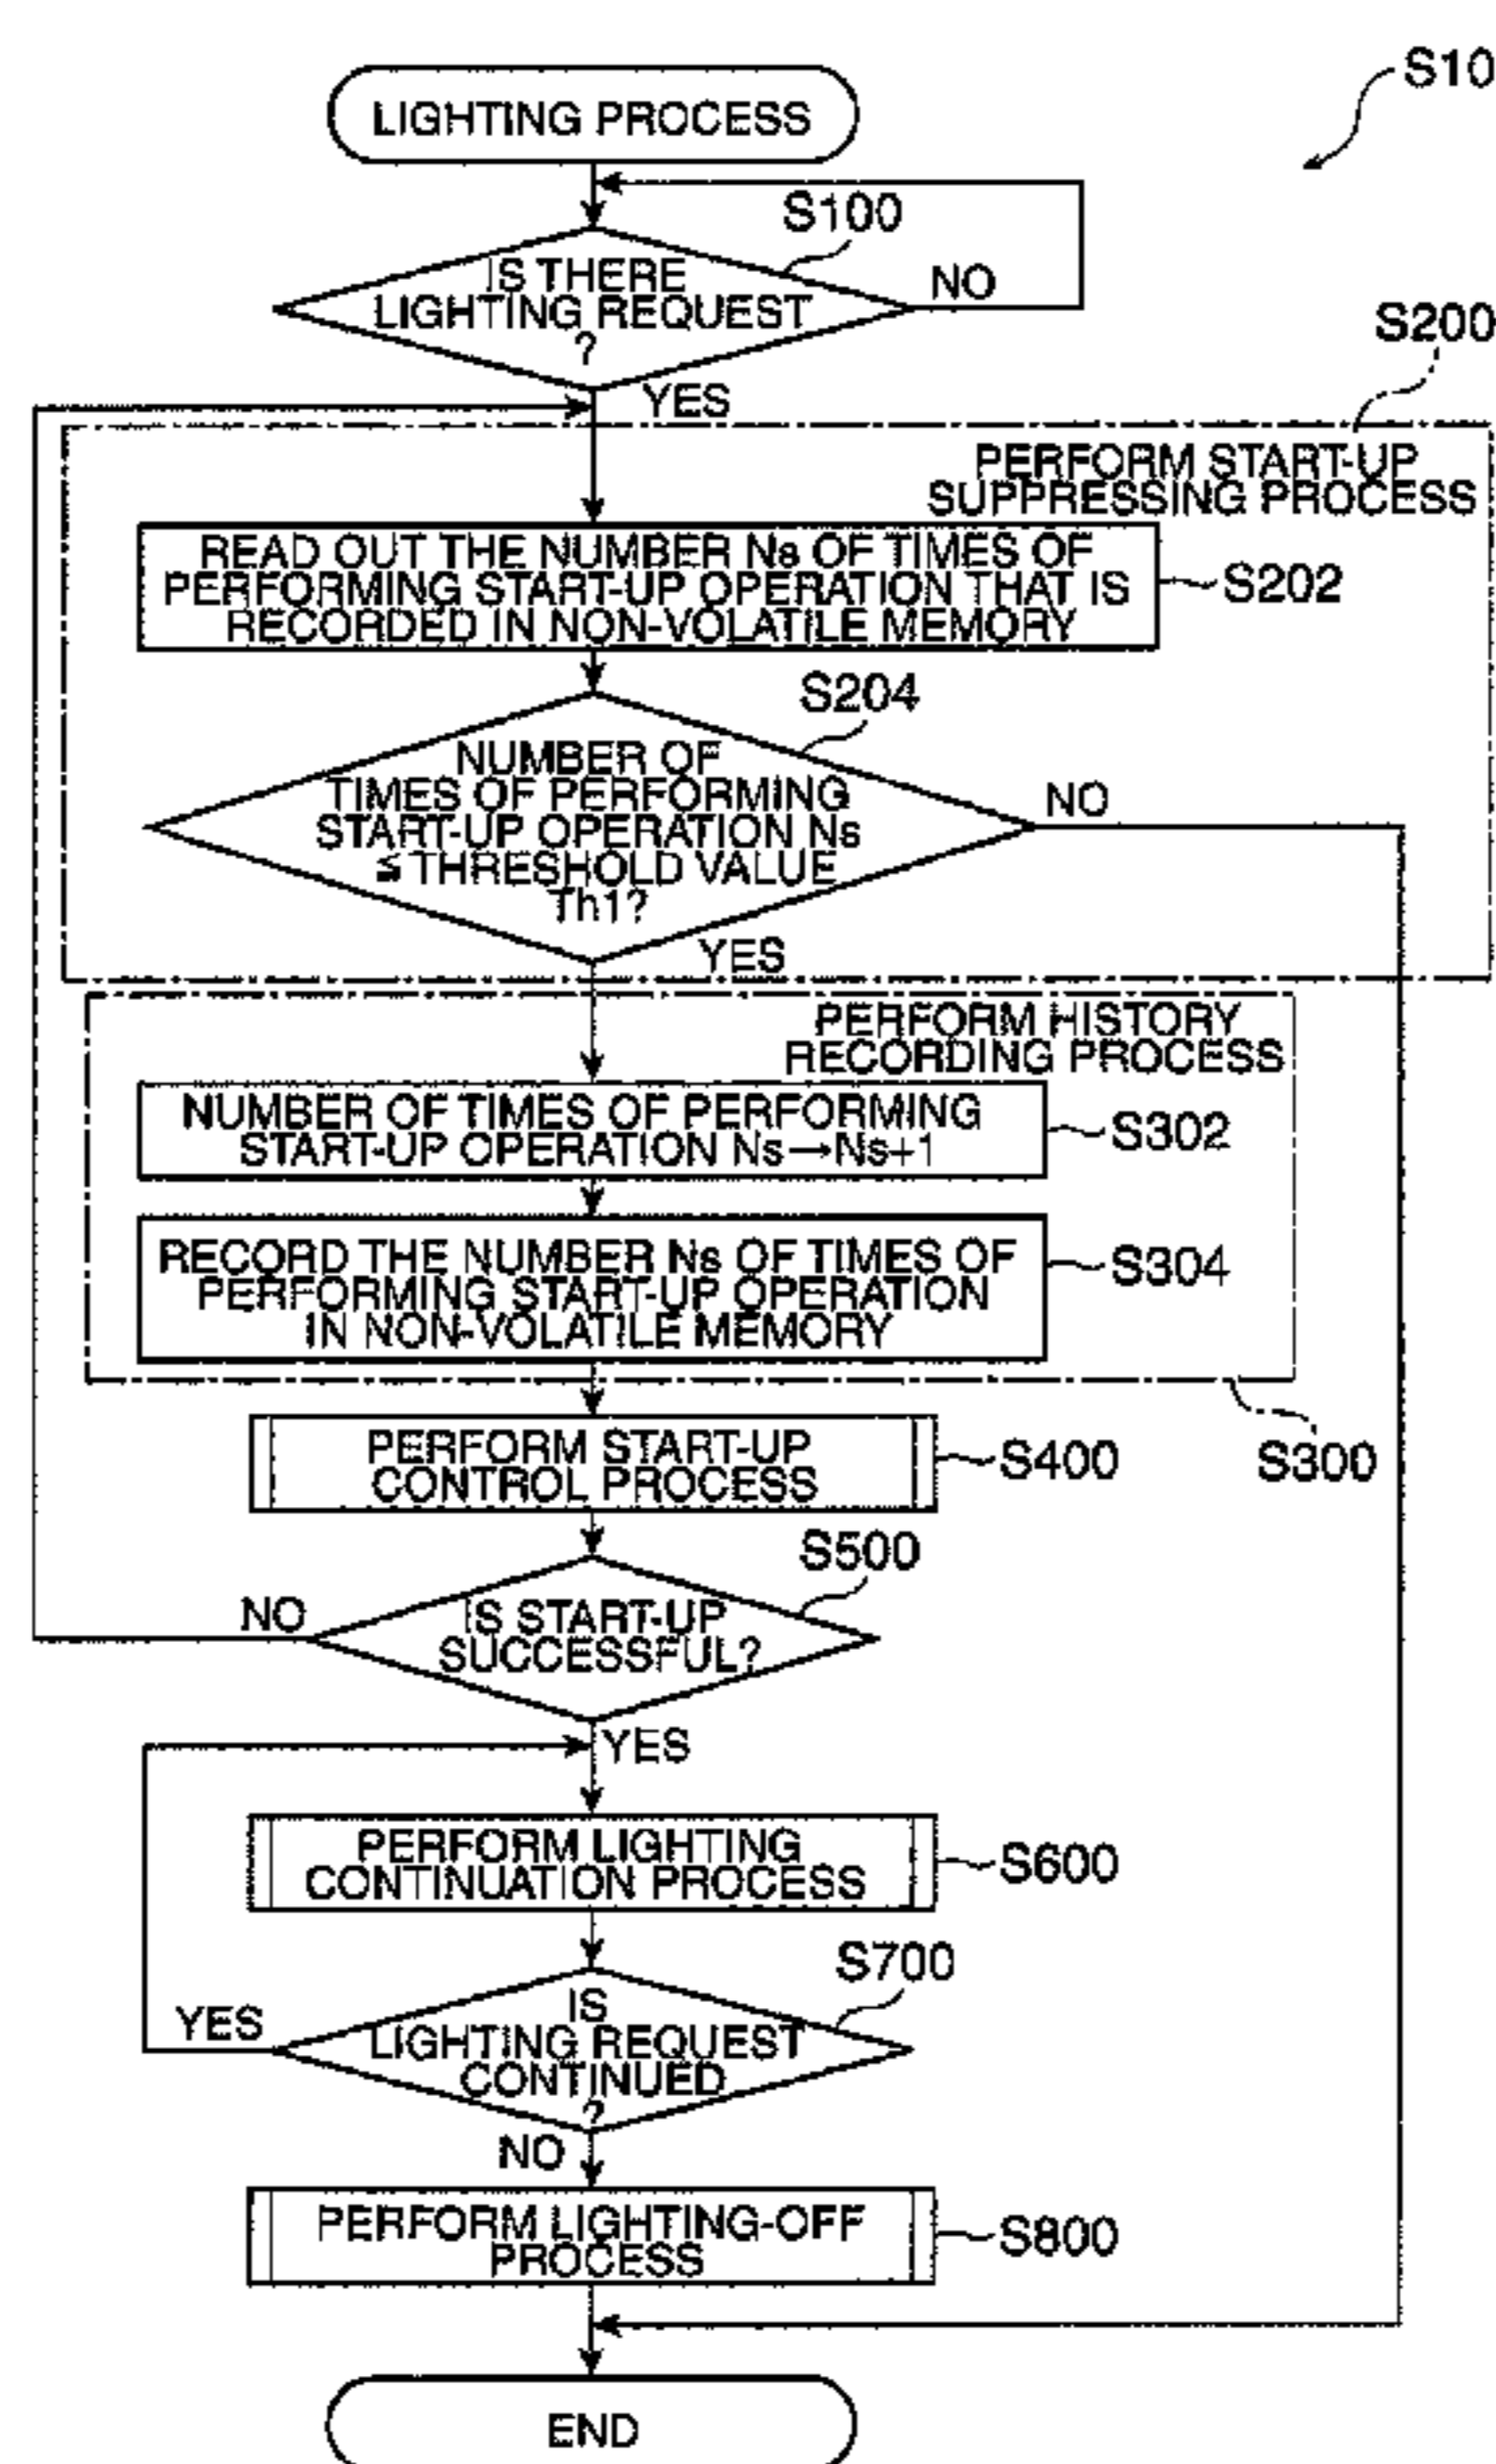 S10
LIGHTING PROCESS
S100
IS THERE
LIGHTING REQUEST
?
NO
YES
S200
PERFORM START-UP
SUPPRESSING PROCESS
READ OUT THE NUMBER Ns OF TIMES OF
PERFORMING START-UP OPERATION THAT IS
RECORDED IN NON-VOLATILE MEMORY
S202
S204
NUMBER OF
TIMES OF PERFORMING
START-UP OPERATION Ns
≦ THRESHOLD VALUE
Th1?
NO
YES
PERFORM HISTORY
RECORDING PROCESS
NUMBER OF TIMES OF PERFORMING
START-UP OPERATION Ns→Ns+1
S302
RECORD THE NUMBER Ns OF TIMES OF
PERFORMING START-UP OPERATION
IN NON-VOLATILE MEMORY
S304
S300
PERFORM START-UP
CONTROL PROCESS
S400
S500
IS START-UP
SUCCESSFUL?
NO
YES
PERFORM LIGHTING
CONTINUATION PROCESS
S600
S700
IS
LIGHTING REQUEST
CONTINUED
?
YES
NO
PERFORM LIGHTING-OFF
PROCESS
S800
END